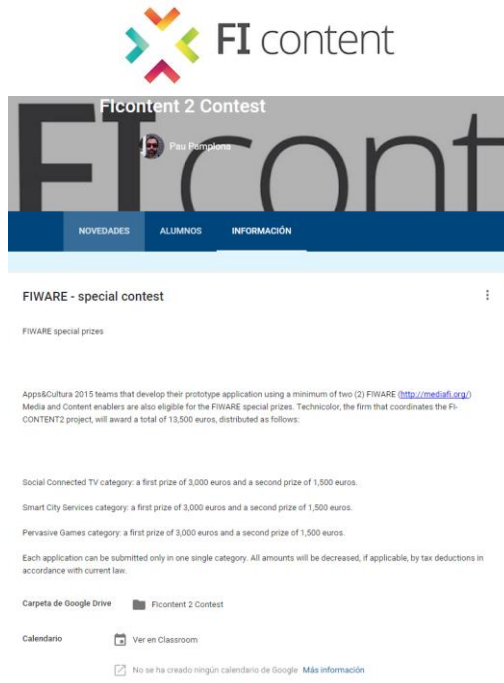 FI content
FIcont
FIcontent 2 Contest
Pau Pamplona
NOVEDADES
ALUMNOS
INFORMACIÓN
FIWARE - special contest
FIWARE special prizes
Apps&Cultura 2015 teams that develop their prototype application using a minimum of two (2) FIWARE (http://mediafi.org/)
Media and Content enablers are also eligible for the FIWARE special prizes. Technicolor, the firm that coordinates the FI-
CONTENT2 project, will award a total of 13,500 euros, distributed as follows:
Social Connected TV category: a first prize of 3,000 euros and a second prize of 1,500 euros.
Smart City Services category: a first prize of 3,000 euros and a second prize of 1,500 euros.
Pervasive Games category: a first prize of 3,000 euros and a second prize of 1,500 euros.
Each application can be submitted only in one single category. All amounts will be decreased, if applicable, by tax deductions in
accordance with current law.
Carpeta de Google Drive
FIcontent 2 Contest
Calendario
Ver en Classroom
No se ha creado ningún calendario de Google Más información